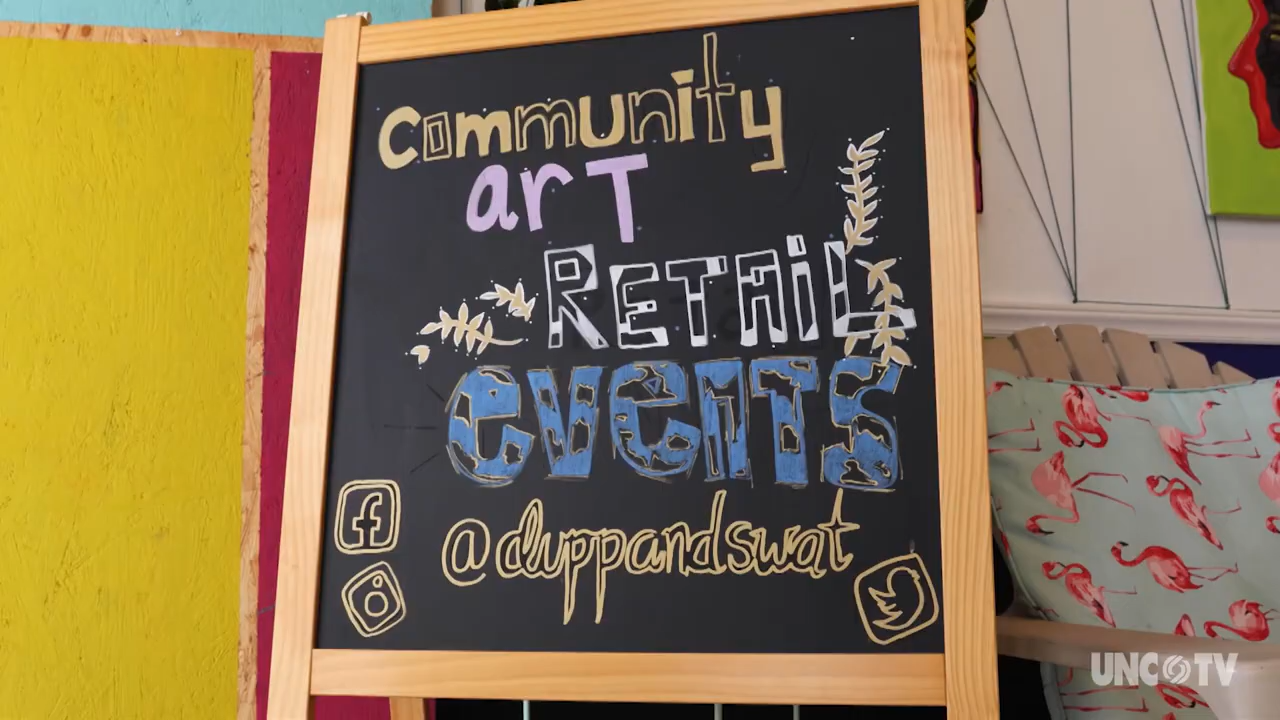 Community
art
RETAIL
events
@duppandswat
UNC TV